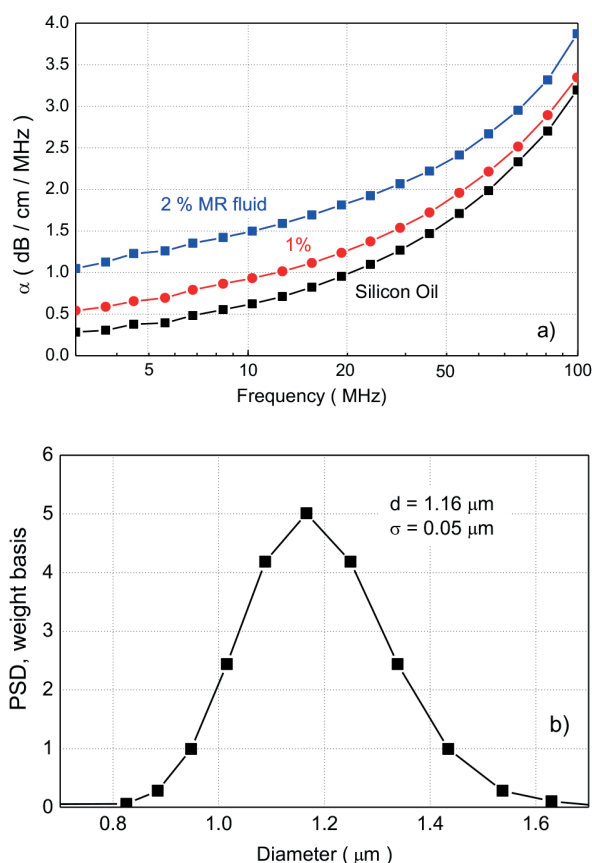 4.0
3.5
3.0
2.5
2.0
1.5
1.0
0.5
0.0
α ( dB / cm / MHz )
2 % MR fluid
1%
Silicon Oil
a)
5 10 20 50 100
Frequency ( MHz)
6
5
4
3
2
1
0
PSD, weight basis
d = 1.16 μm
σ = 0.05 μm
b)
0.8 1.0 1.2 1.4 1.6
Diameter ( μm)